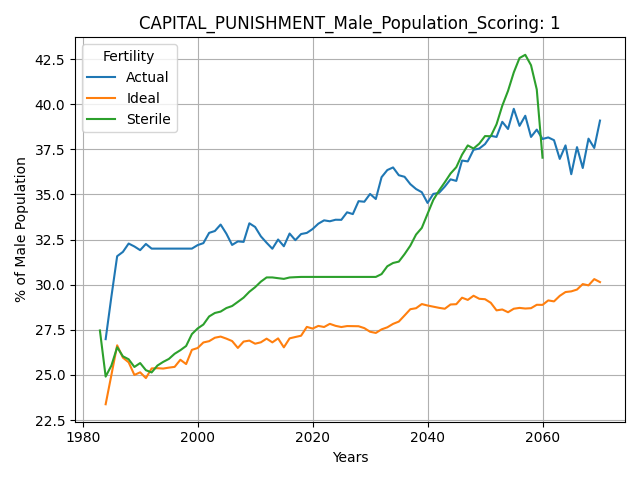 CAPITAL_PUNISHMENT_Male_Population_Scoring: 1
Fertility
Actual
Ideal
Sterile
% of Male Population
42.5
40.0
37.5
35.0
32.5
30.0
27.5
25.0
22.5
1980 2000 2020 2040 2060
Years